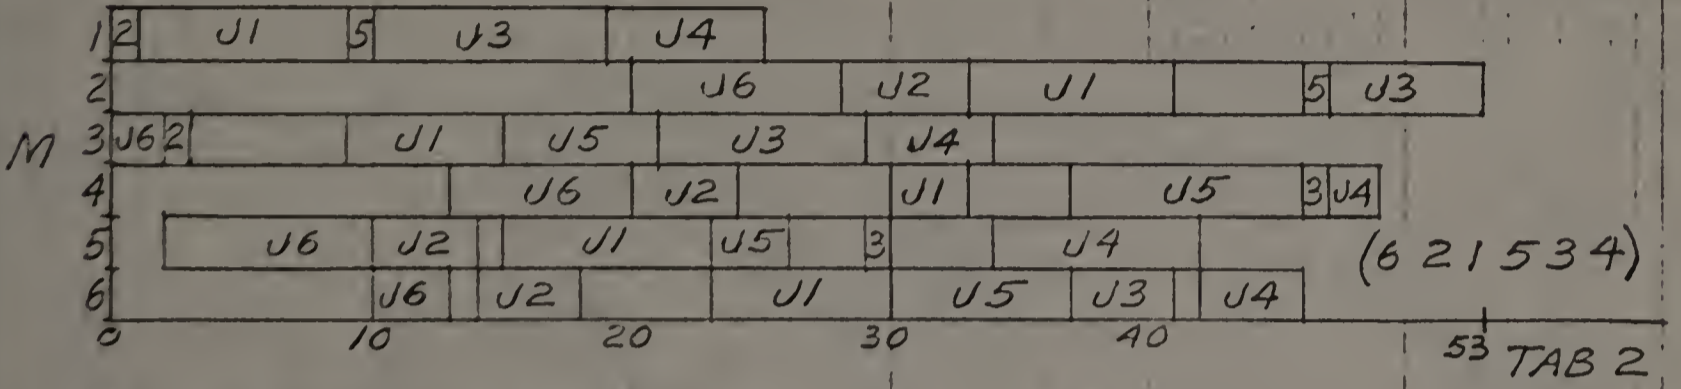 1 2 J1 5 J3 J4
2 J6 J2 J1 5 J3
M 3 J6 2 J1 J5 J3 J4
4 J6 J2 J1 J5 3 J4
5 J6 J2 J1 J5 3 J4 (6 2 1 5 3 4)
6 J6 J2 J1 J5 J3 J4
0 10 20 30 40 53 TAB 2